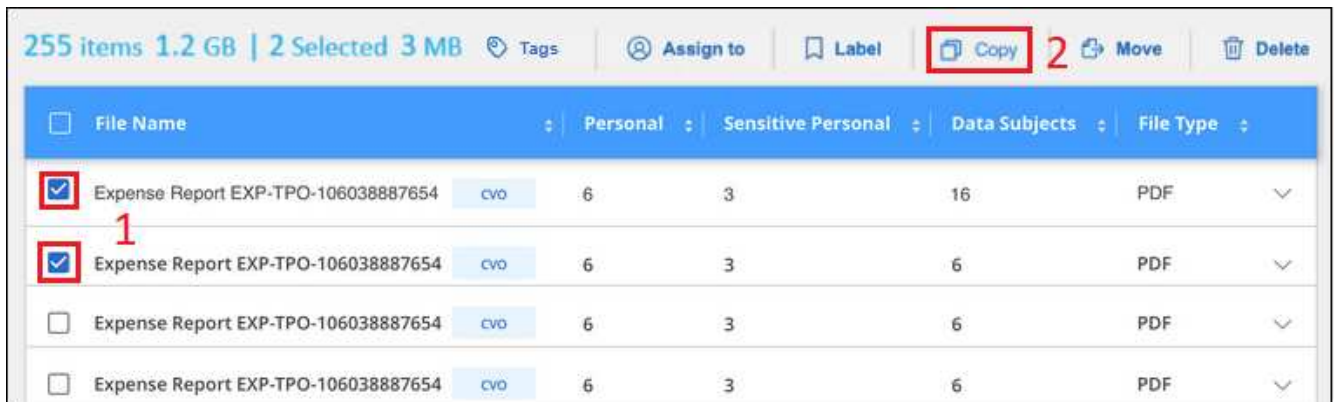 255 items 1.2 GB | 2 Selected 3 MB Tags Assign to Label Copy 2 Move Delete
File Name Personal Sensitive Personal Data Subjects File Type
Expense Report EXP-TPO-106038887654 CVO 6 3 16 PDF
1
Expense Report EXP-TPO-106038887654 CVO 6 3 6 PDF
Expense Report EXP-TPO-106038887654 CVO 6 3 6 PDF
Expense Report EXP-TPO-106038887654 CVO 6 3 6 PDF